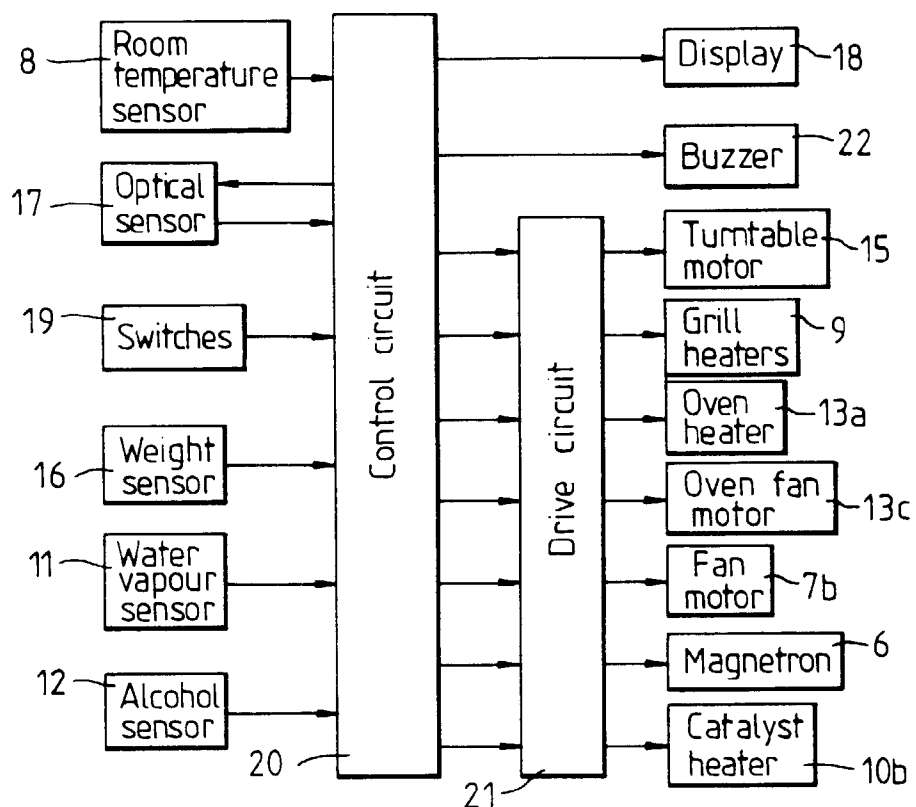 8
Room
temperature
sensor
17
Optical
sensor
19
Switches
16
Weight
sensor
11
Water
vapour
sensor
12
Alcohol
sensor
Control circuit
20
Drive circuit
21
Display
18
Buzzer
22
Turntable
motor
15
Grill
heaters
9
Oven
heater
13a
Oven fan
motor
13c
Fan
motor
7b
Magnetron
6
Catalyst
heater
10b